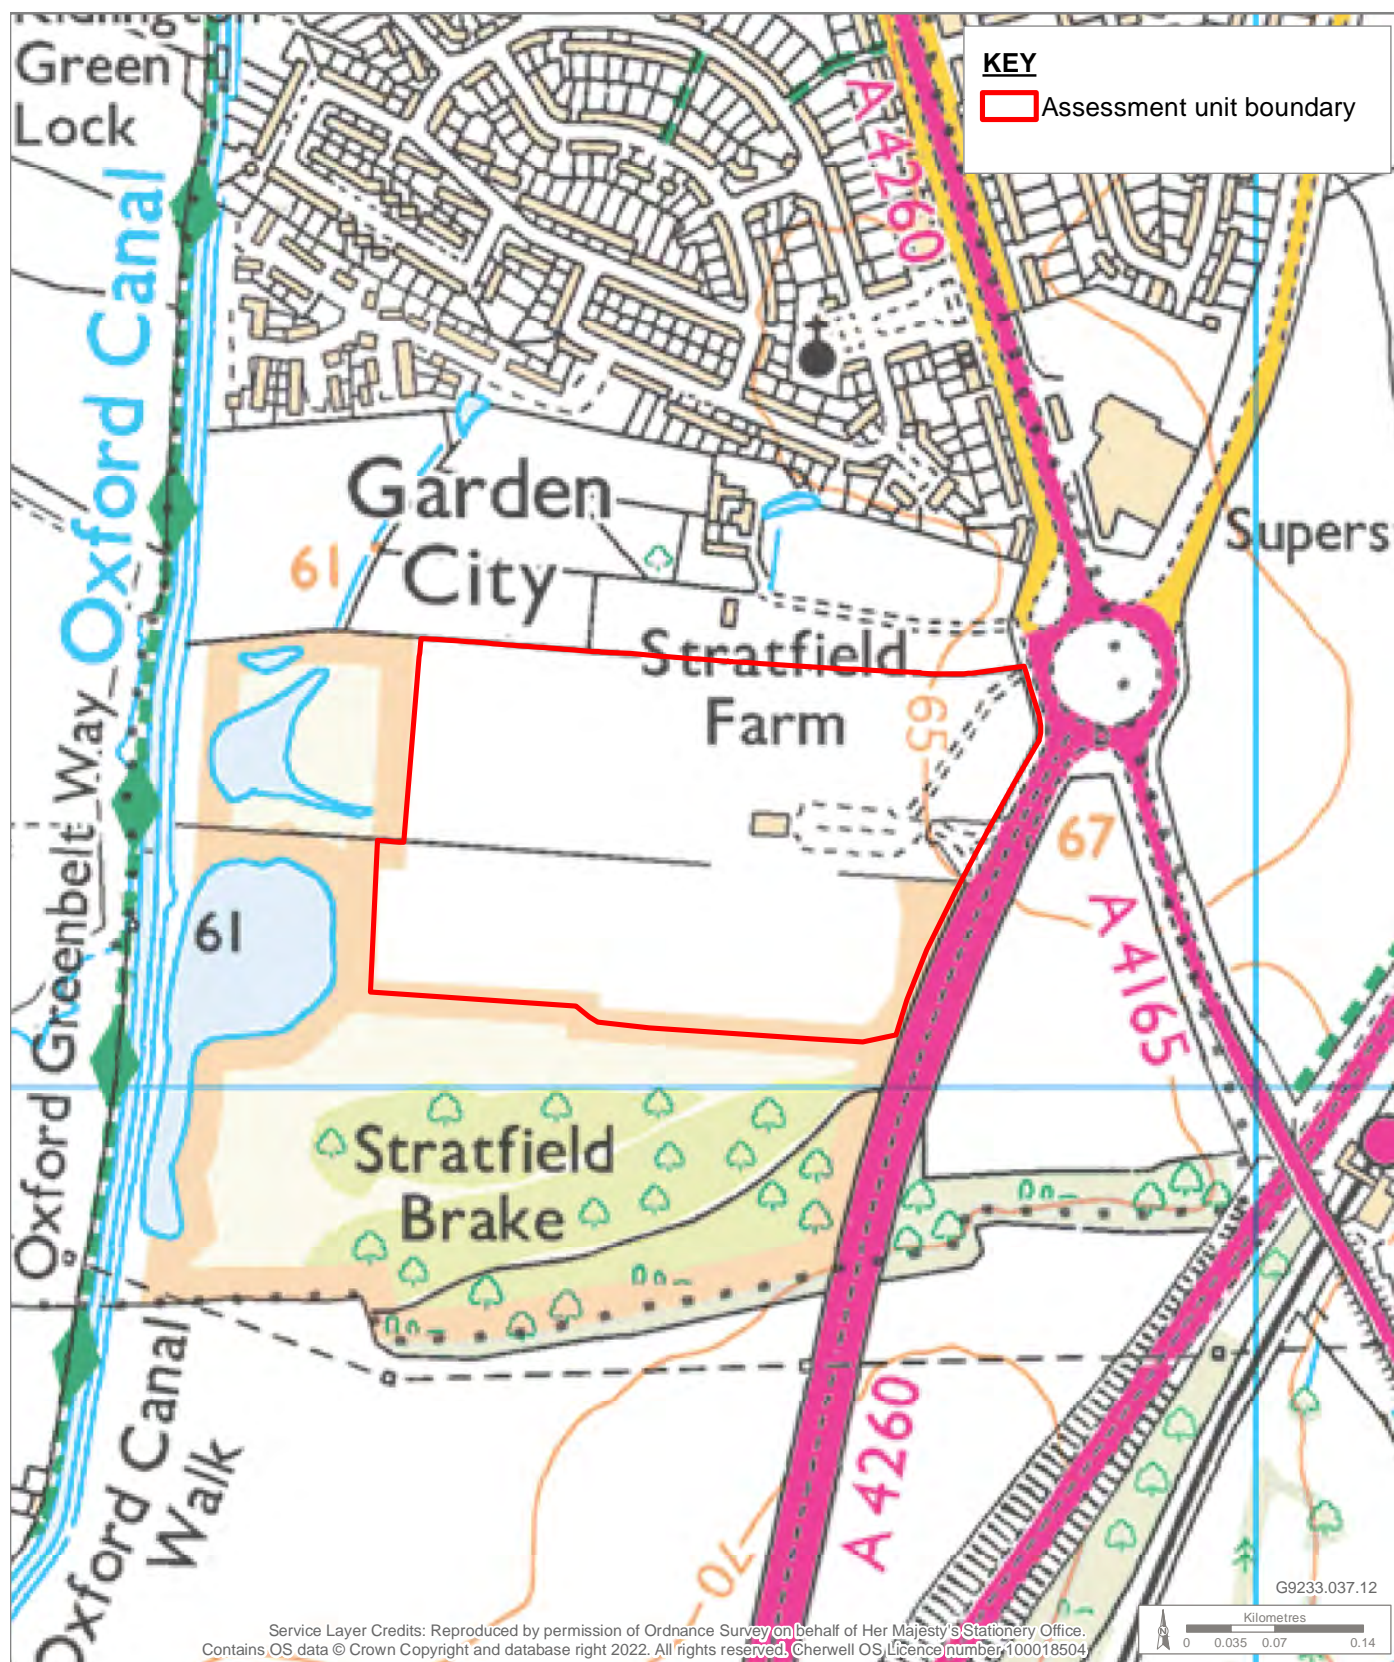 Green
Lock
Oxford Canal
A 4260
KEY
Assessment unit boundary
Garden
City
61
Supers
Stratfield
Farm
65
67
61
Oxford Greenbelt Way
A 4165
Stratfield
Brake
Oxford Canal
Walk
A 4260
70
G9233.037.12
Kilometres
0 0.035 0.07 0.14
N
Service Layer Credits: Reproduced by permission of Ordnance Survey on behalf of Her Majesty's Stationery Office.
Contains OS data © Crown Copyright and database right 2022. All rights reserved. Cherwell OS Licence number 100018504